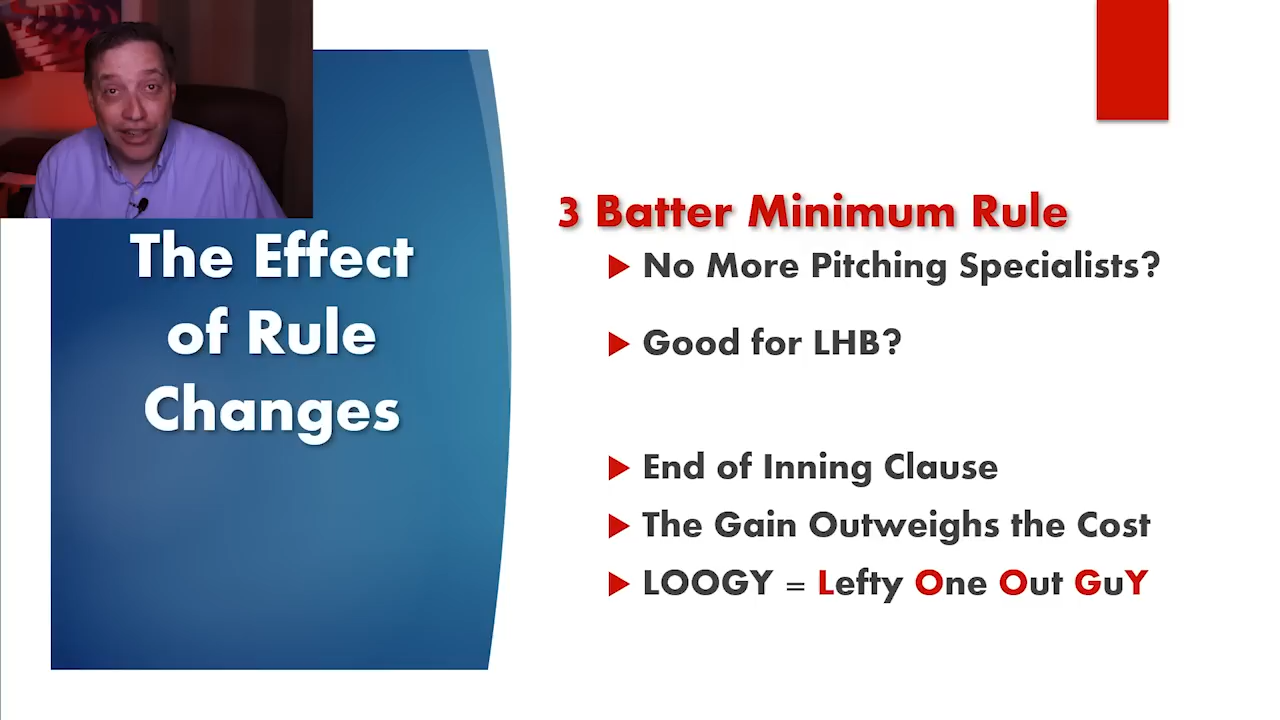 The Effect
of Rule
Changes
3 Batter Minimum Rule
No More Pitching Specialists?
Good for LHB?
End of Inning Clause
The Gain Outweighs the Cost
LOOGY = Lefty One Out GuY